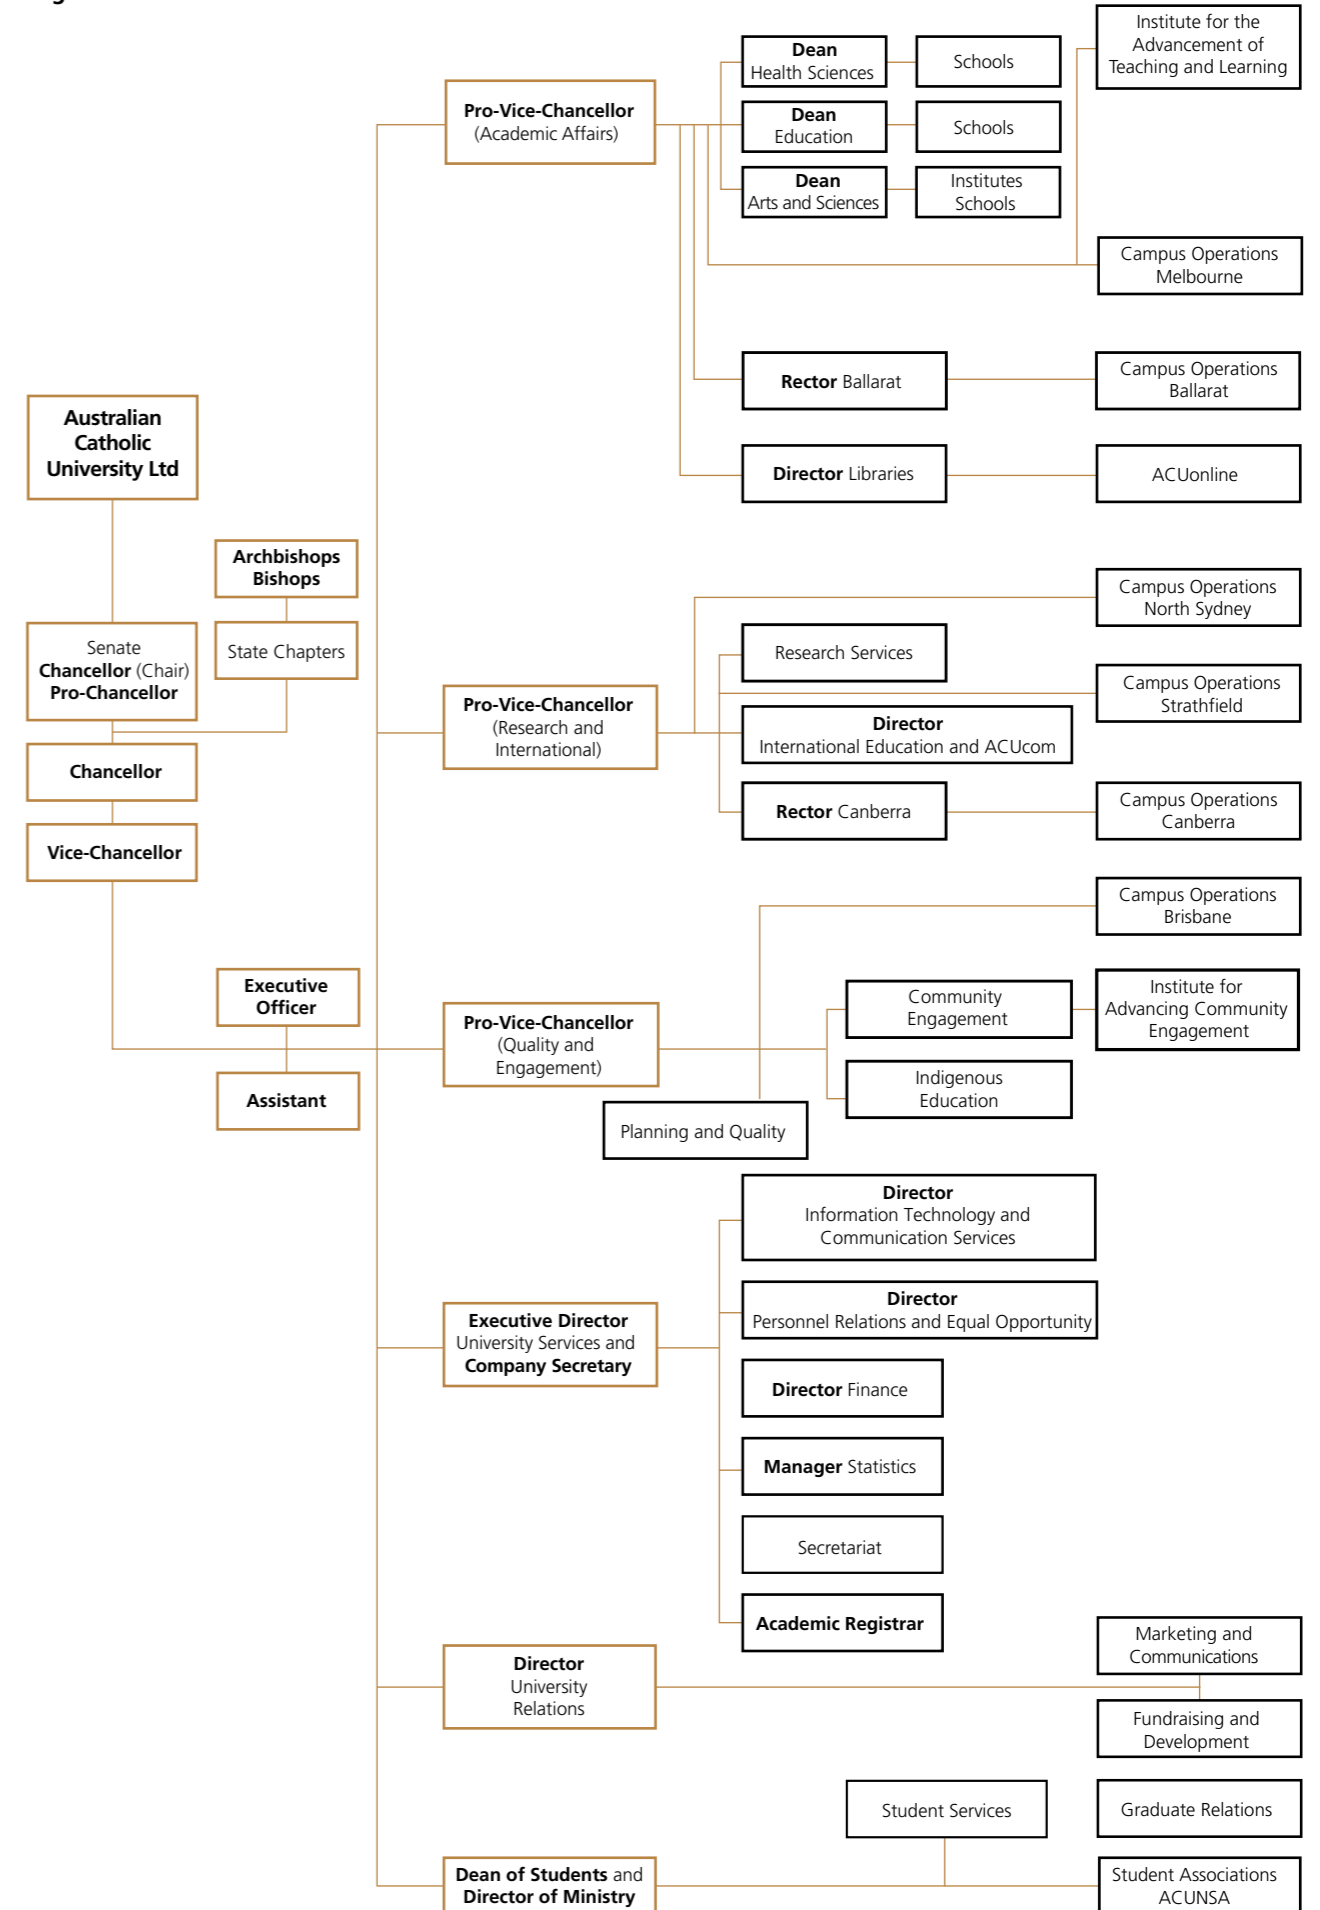 Dean
Health Sciences
Schools
Institute for the
Advancement of
Teaching and Learning
Pro-Vice-Chancellor
(Academic Affairs)
Dean
Education
Schools
Dean
Arts and Sciences
Institutes
Schools
Campus Operations
Melbourne
Rector Ballarat
Campus Operations
Ballarat
Director Libraries
ACUonline
Australian
Catholic
University Ltd
Archbishops
Bishops
State Chapters
Senate
Chancellor (Chair)
Pro-Chancellor
Chancellor
Vice-Chancellor
Executive
Officer
Assistant
Campus Operations
North Sydney
Research Services
Campus Operations
Strathfield
Pro-Vice-Chancellor
(Research and
International)
Director
International Education and ACUcom
Rector Canberra
Campus Operations
Canberra
Campus Operations
Brisbane
Pro-Vice-Chancellor
(Quality and
Engagement)
Community
Engagement
Institute for
Advancing Community
Engagement
Indigenous
Education
Planning and Quality
Director
Information Technology and
Communication Services
Director
Personnel Relations and Equal Opportunity
Executive Director
University Services and
Company Secretary
Director Finance
Manager Statistics
Secretariat
Academic Registrar
Director
University
Relations
Marketing and
Communications
Fundraising and
Development
Student Services
Graduate Relations
Dean of Students and
Director of Ministry
Student Associations
ACUNSA